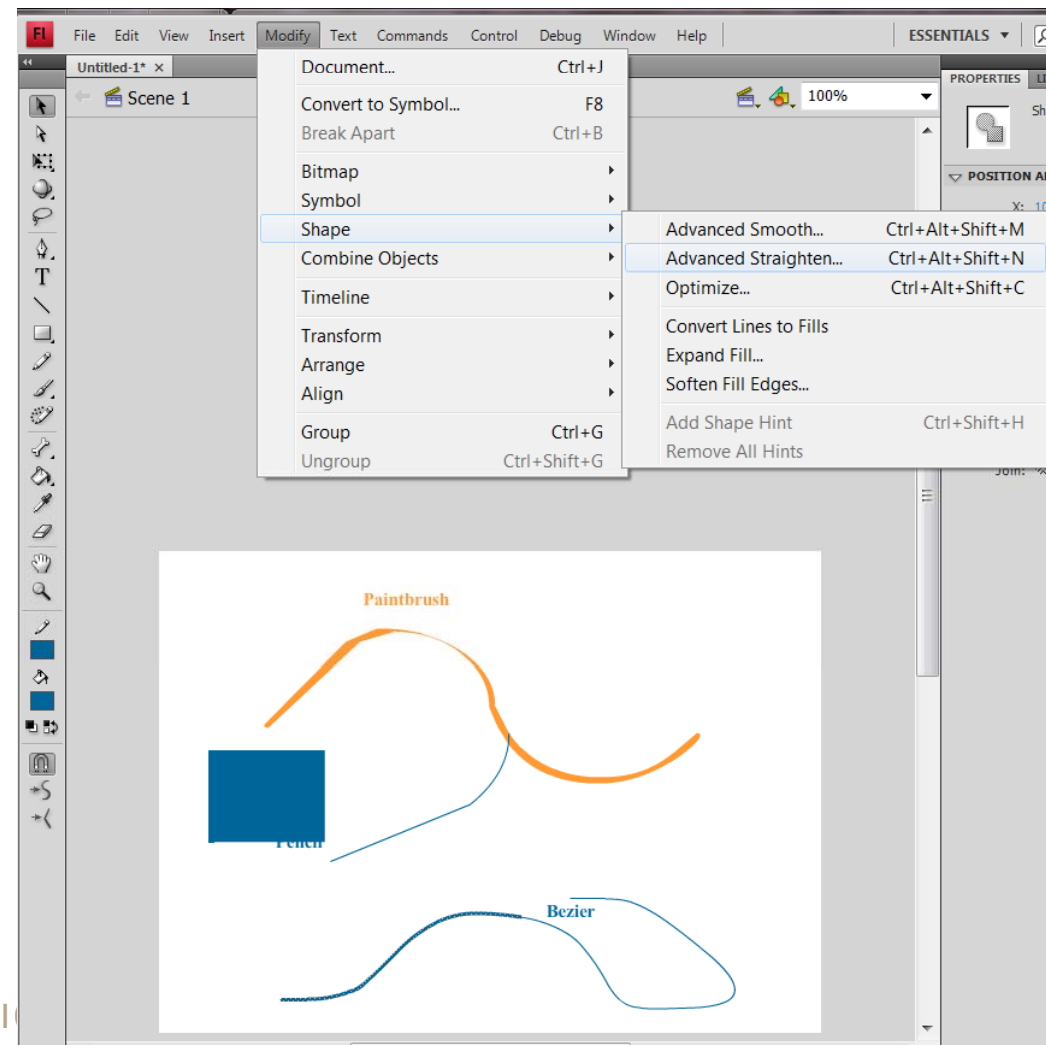 Fl File Edit View Insert Modify Text Commands Control Debug Window Help ESSENTIALS
Untitled-1*
Scene 1
100%
PROPERTIES
Sh
POSITION
X:
Document... Ctrl+J
Convert to Symbol... F8
Break Apart Ctrl+B
Bitmap
Symbol
Shape
Combine Objects
Timeline
Transform
Arrange
Align
Group Ctrl+G
Ungroup Ctrl+Shift+G
Advanced Smooth... Ctrl+Alt+Shift+M
Advanced Straighten... Ctrl+Alt+Shift+N
Optimize... Ctrl+Alt+Shift+C
Convert Lines to Fills
Expand Fill...
Soften Fill Edges...
Add Shape Hint Ctrl+Shift+H
Remove All Hints
Join:
T
Paintbrush
Pencil
Bezier